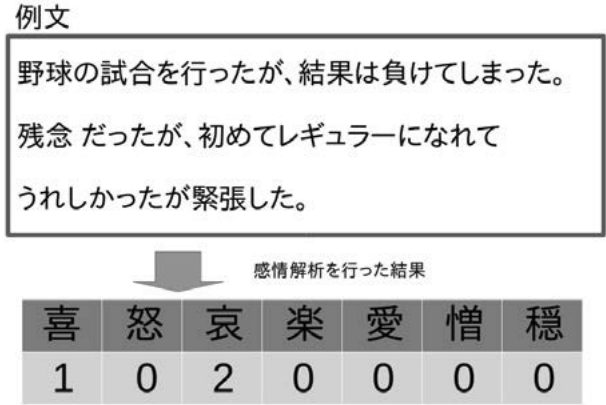 例文
野球の試合を行ったが、結果は負けてしまった。
残念 だったが、初めてレギュラーになれて
うれしかったが緊張した。
感情解析を行った結果
喜 怒 哀 楽 愛 憎 穏
1 0 2 0 0 0 0